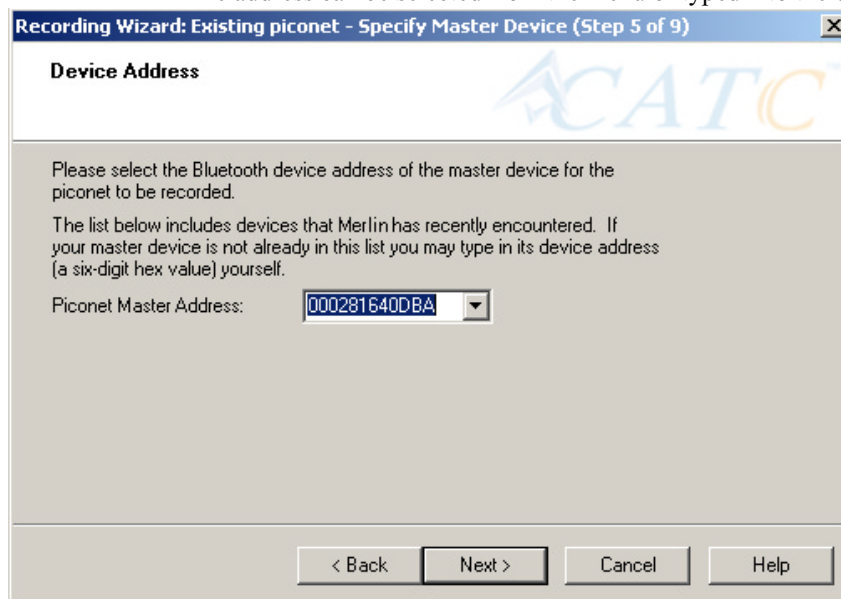 Recording Wizard: Existing piconet - Specify Master Device (Step 5 of 9)
Device Address
CATC
Please select the Bluetooth device address of the master device for the
piconet to be recorded.
The list below includes devices that Merlin has recently encountered. If
your master device is not already in this list you may type in its device address
(a six-digit hex value) yourself.
Piconet Master Address: 000281640DBA
< Back Next > Cancel Help